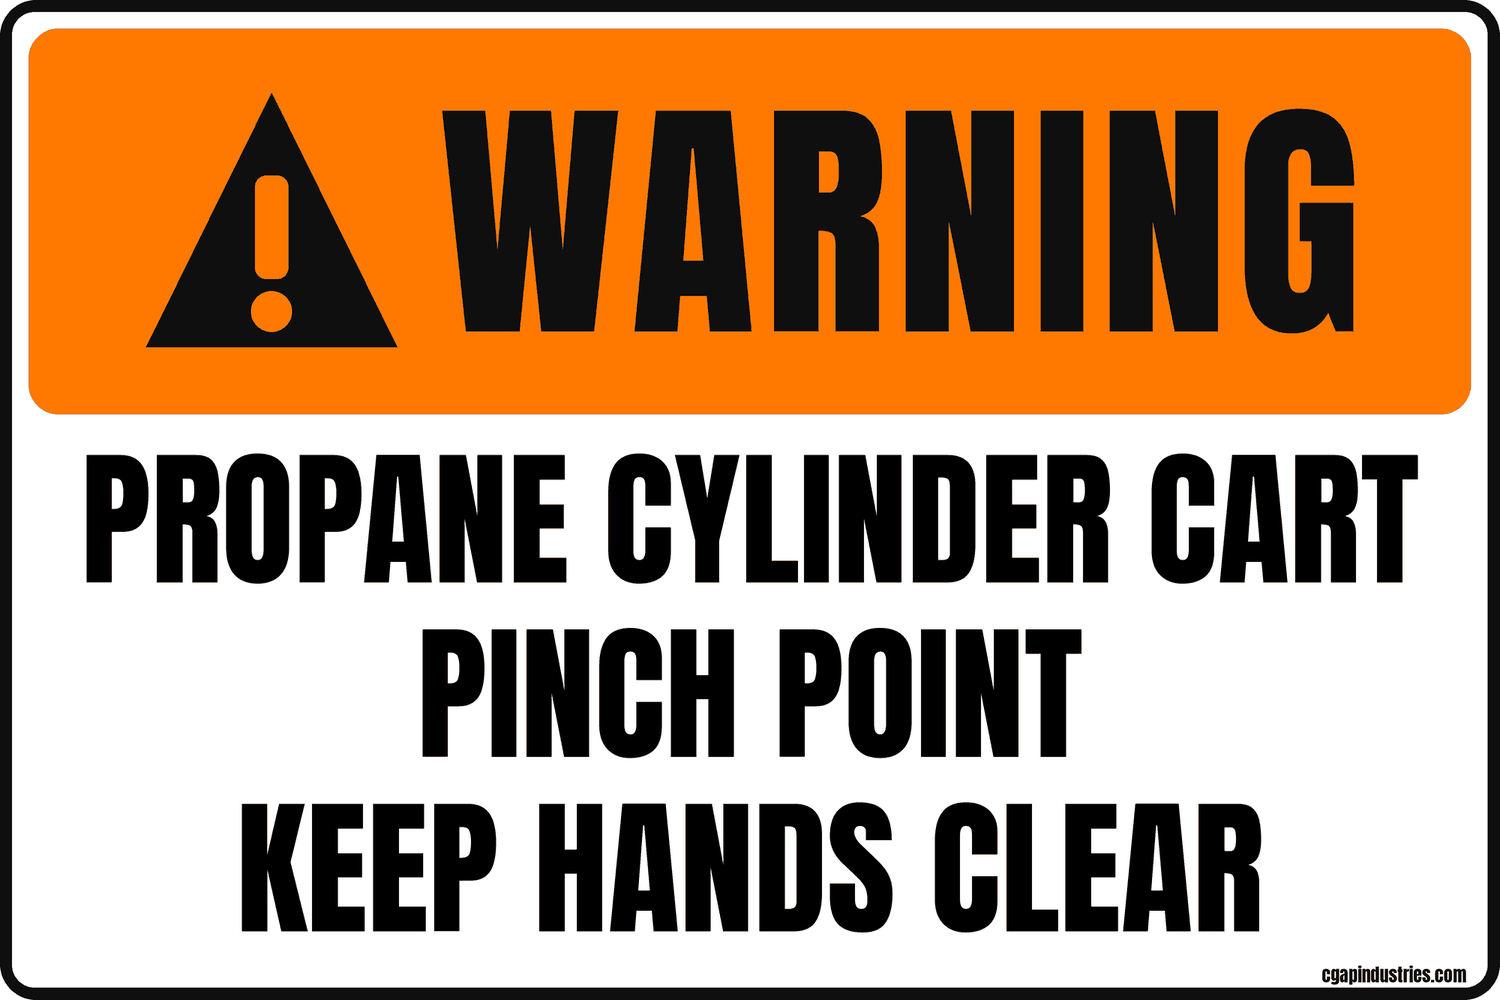 WARNING
PROPANE CYLINDER CART
PINCH POINT
KEEP HANDS CLEAR
cgapindustries.com